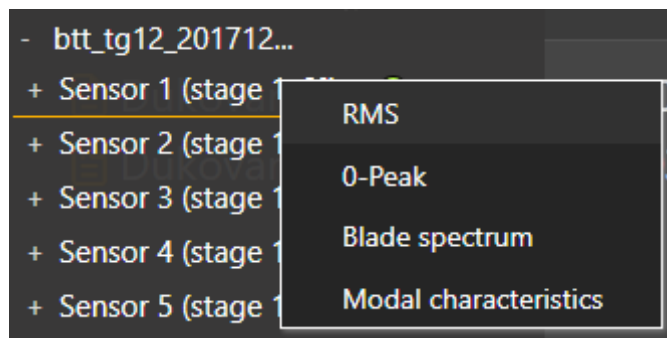 - btt_tg12_201712...
+ Sensor 1 (stage 1
+ Sensor 2 (stage 1
+ Sensor 3 (stage 1
+ Sensor 4 (stage 1
+ Sensor 5 (stage 1
RMS
0-Peak
Blade spectrum
Modal characteristics